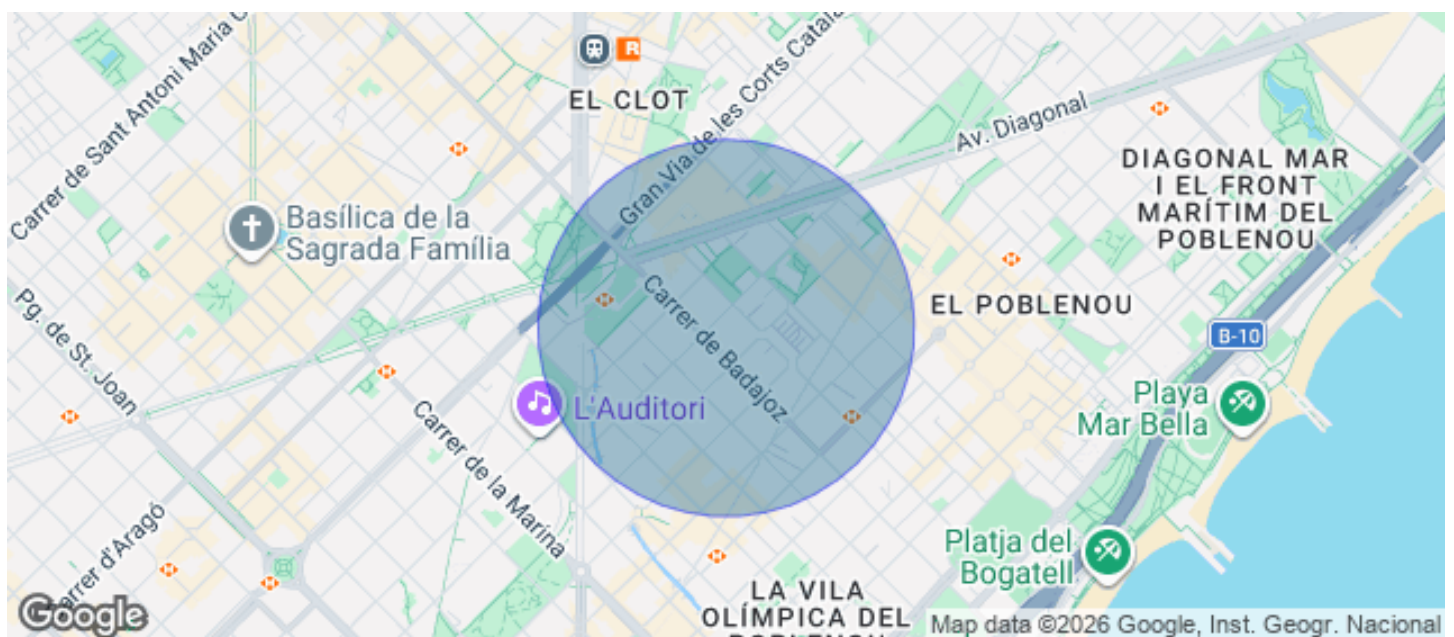 Carrer de Sant Antoni Maria C
R
EL CLOT
Gran Via de les Corts Catala
Av. Diagonal
DIAGONAL MAR
I EL FRONT
MARÍTIM DEL
POBLENOU
Basílica de la
Sagrada Família
EL POBLENOU
Carrer de Badajoz
Pg. de St. Joan
B-10
L'Auditori
Playa
Mar Bella
Carrer de la Marina
Carrer d'Aragó
Platja del
Bogatell
LA VILA
OLÍMPICA DEL
POBLENOU
Google
Map data ©2026 Google, Inst. Geogr. Nacional